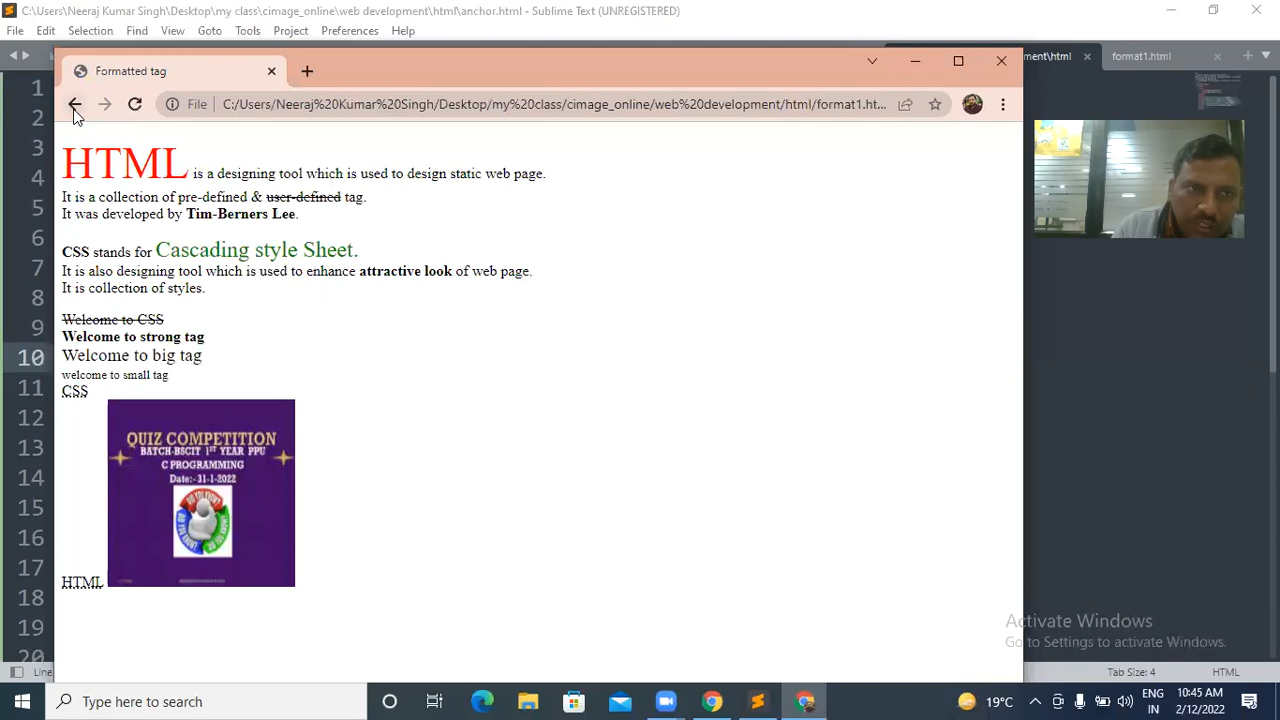 C:\Users\Neeraj Kumar Singh\Desktop\my class\cimage_online\web development\html\anchor.html - Sublime Text (UNREGISTERED)
File Edit Selection Find View Goto Tools Project Preferences Help
ment\html
format1.html
Formatted tag
File
C:/Users/Neeraj%20Kumar%20Singh/Desktop/my%20class/cimage_online/web%20development/html/format1.ht...
HTML is a designing tool which is used to design static web page.
It is a collection of pre-defined & user-defined tag.
It was developed by Tim-Berners Lee.
CSS stands for Cascading style Sheet.
It is also designing tool which is used to enhance attractive look of web page.
It is collection of styles.
Welcome to CSS
Welcome to strong tag
Welcome to big tag
welcome to small tag
CSS
QUIZ COMPETITION
BATCH-BSCIT 1ST YEAR PPU
C PROGRAMMING
Date:- 31-1-2022
HTML
1
2
3
4
5
6
7
8
9
10
11
12
13
14
15
16
17
18
19
20
Activate Windows
Go to Settings to activate Windows.
Line
Tab Size: 4
HTML
Type here to search
19°C
ENG
IN
10:45 AM
2/12/2022